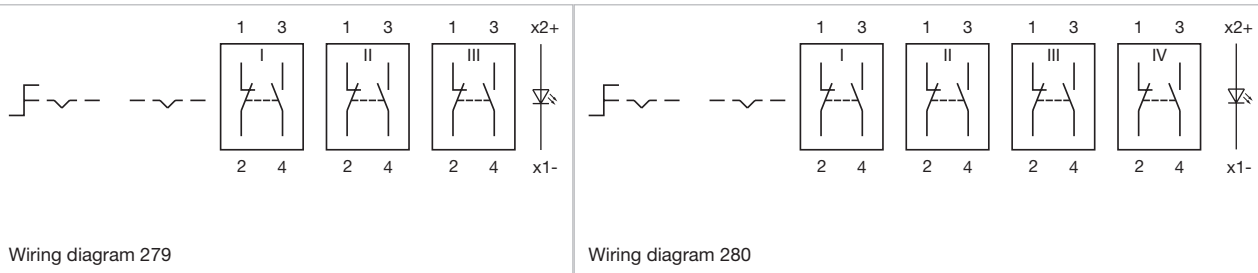 1 3 1 3 1 3 x2+
I II III
2 4 2 4 2 4 x1-
Wiring diagram 279
1 3 1 3 1 3 1 3 x2+
I II III IV
2 4 2 4 2 4 2 4 x1-
Wiring diagram 280